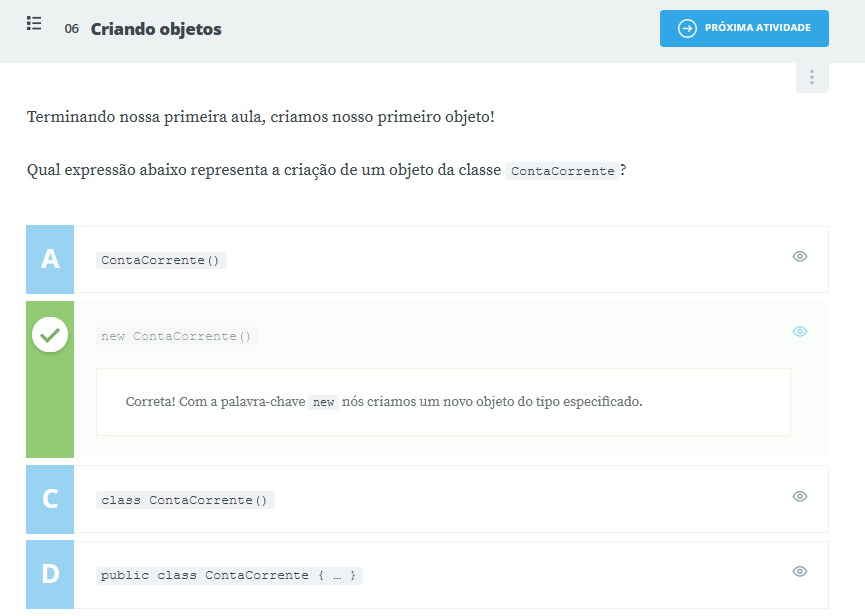 06 Criando objetos
PRÓXIMA ATIVIDADE
Terminando nossa primeira aula, criamos nosso primeiro objeto!
Qual expressão abaixo representa a criação de um objeto da classe ContaCorrente?
A ContaCorrente()
new ContaCorrente()
Correta! Com a palavra-chave new nós criamos um novo objeto do tipo especificado.
C class ContaCorrente()
D public class ContaCorrente { … }